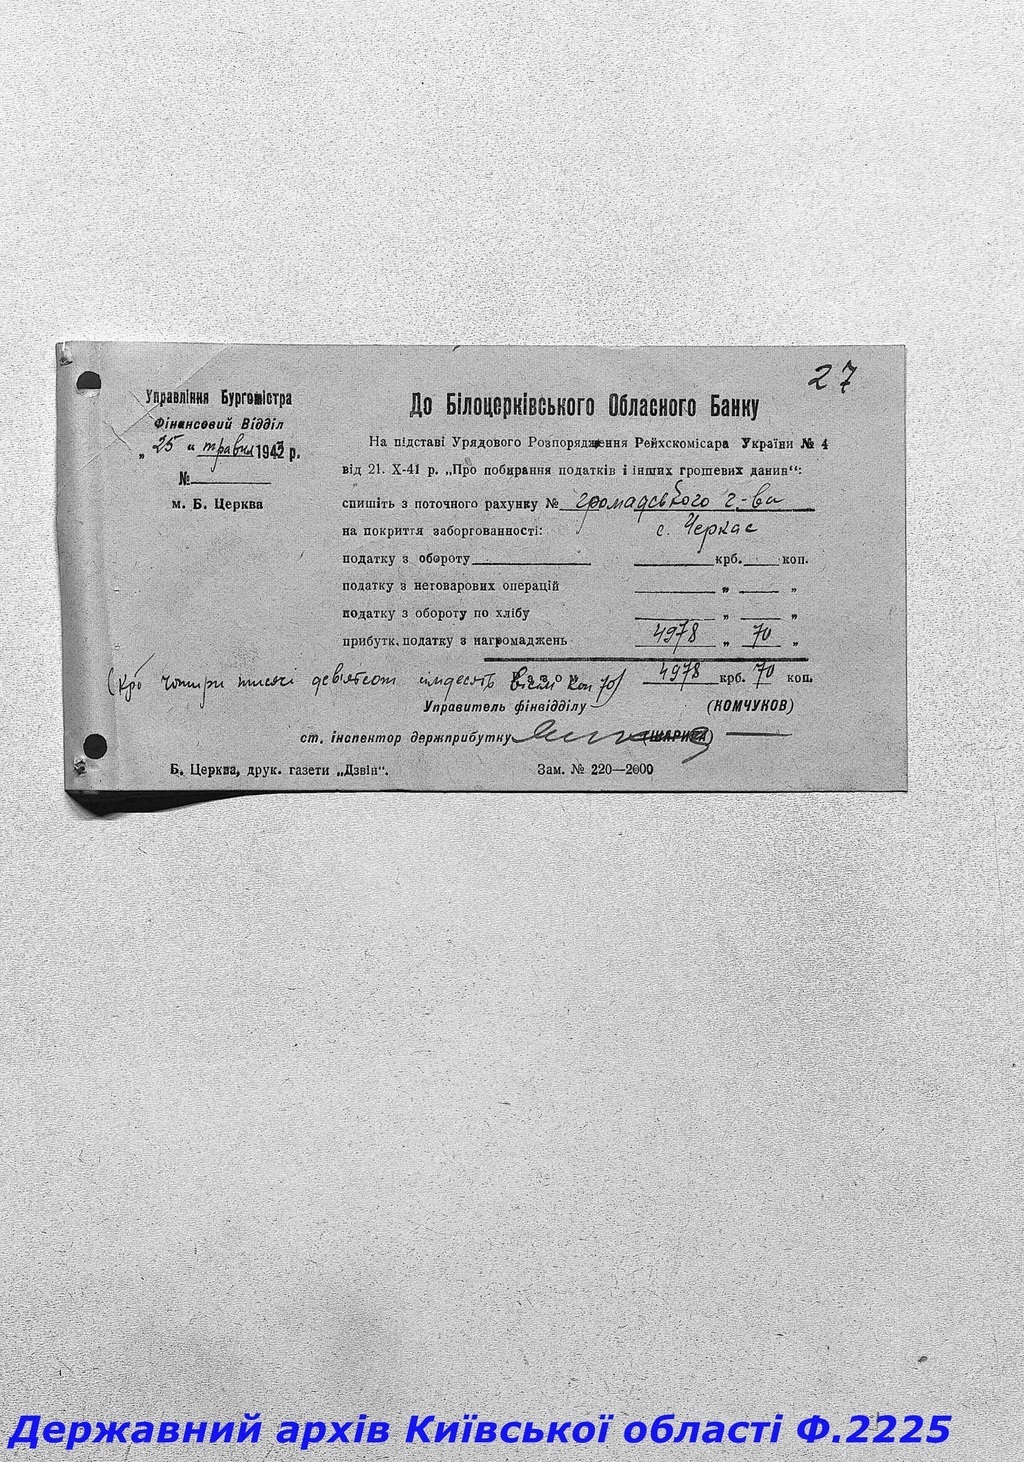 27
Управління Бургомістра
Фінансовий Відділ
„ 25 “ травня 1943 р.
№
м. Б. Церква
До Білоцерківського Обласного Банку
На підставі Урядового Розпорядження Рейхскомісара України № 4
від 21. X-41 р. „Про побирання податків і інших грошевих данин“:
спишіть з поточного рахунку № громадського г-ва
на покриття заборгованості: с. Черкас
податку з обороту крб. коп.
податку з нетоварових операцій „ „
податку з обороту по хлібу „ „
прибутк. податку з нагромаджень 4978 „ 70 „
(крб чотири тисячі девятсот сімдесять вісім коп 70) 4978 крб. 70 коп.
Управитель фінвідділу (КОМЧУКОВ)
ст. інспектор держприбутку
Б. Церква, друк. газети „Дзвін“. Зам. № 220—2000
Державний архів Київської області Ф.2225